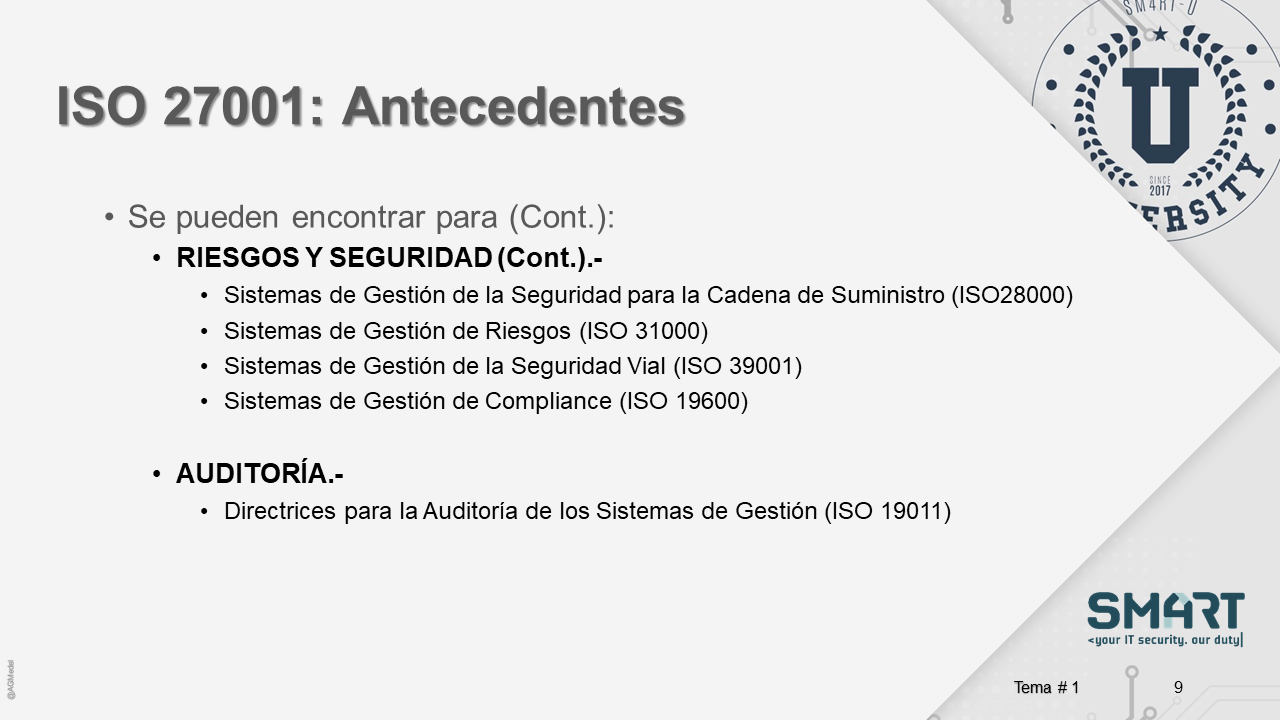 SM4RT-U
ISO 27001: Antecedentes
U
SINCE
2017
ERSITY
• Se pueden encontrar para (Cont.):
• RIESGOS Y SEGURIDAD (Cont.).-
• Sistemas de Gestión de la Seguridad para la Cadena de Suministro (ISO28000)
• Sistemas de Gestión de Riesgos (ISO 31000)
• Sistemas de Gestión de la Seguridad Vial (ISO 39001)
• Sistemas de Gestión de Compliance (ISO 19600)
• AUDITORÍA.-
• Directrices para la Auditoría de los Sistemas de Gestión (ISO 19011)
SMART
<your IT security. our duty|
@AGMedel
Tema # 1
9